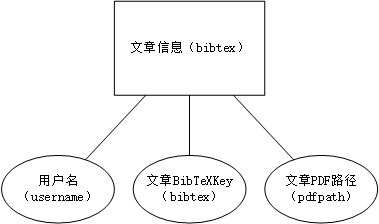 文章信息（bibtex）
用户名
（username）
文章BibTeXKey
（bibtex）
文章PDF路径
（pdfpath）